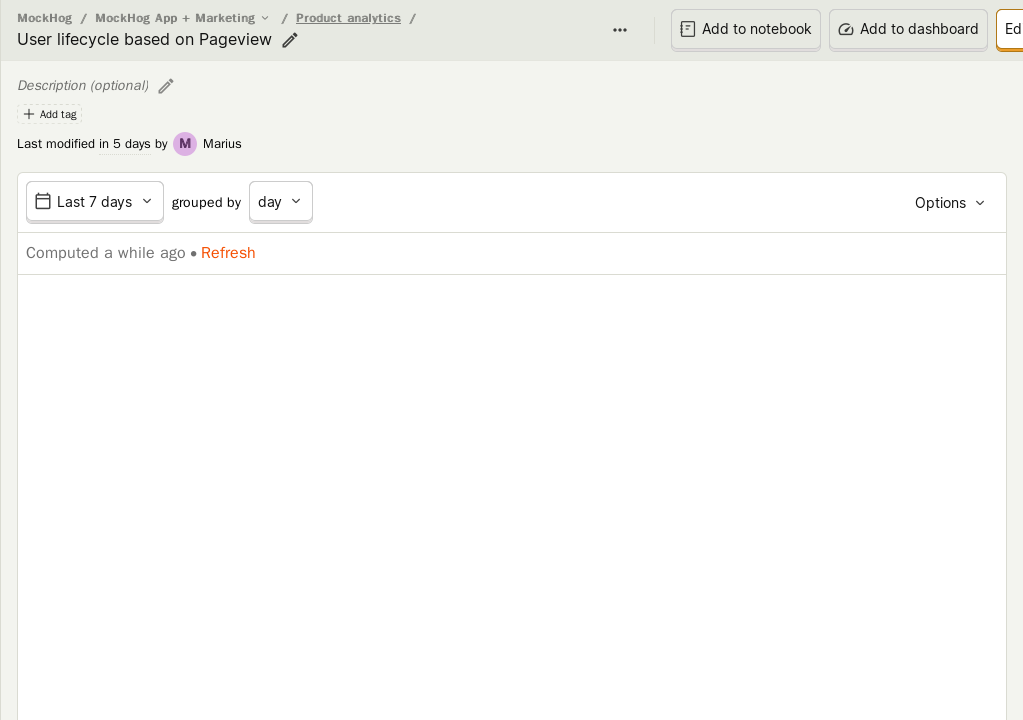 MockHog / MockHog App + Marketing / Product analytics /
User lifecycle based on Pageview
Add to notebook
Add to dashboard
Ed
Description (optional)
Add tag
Last modified in 5 days by M Marius
Last 7 days grouped by day
Options
Computed a while ago • Refresh